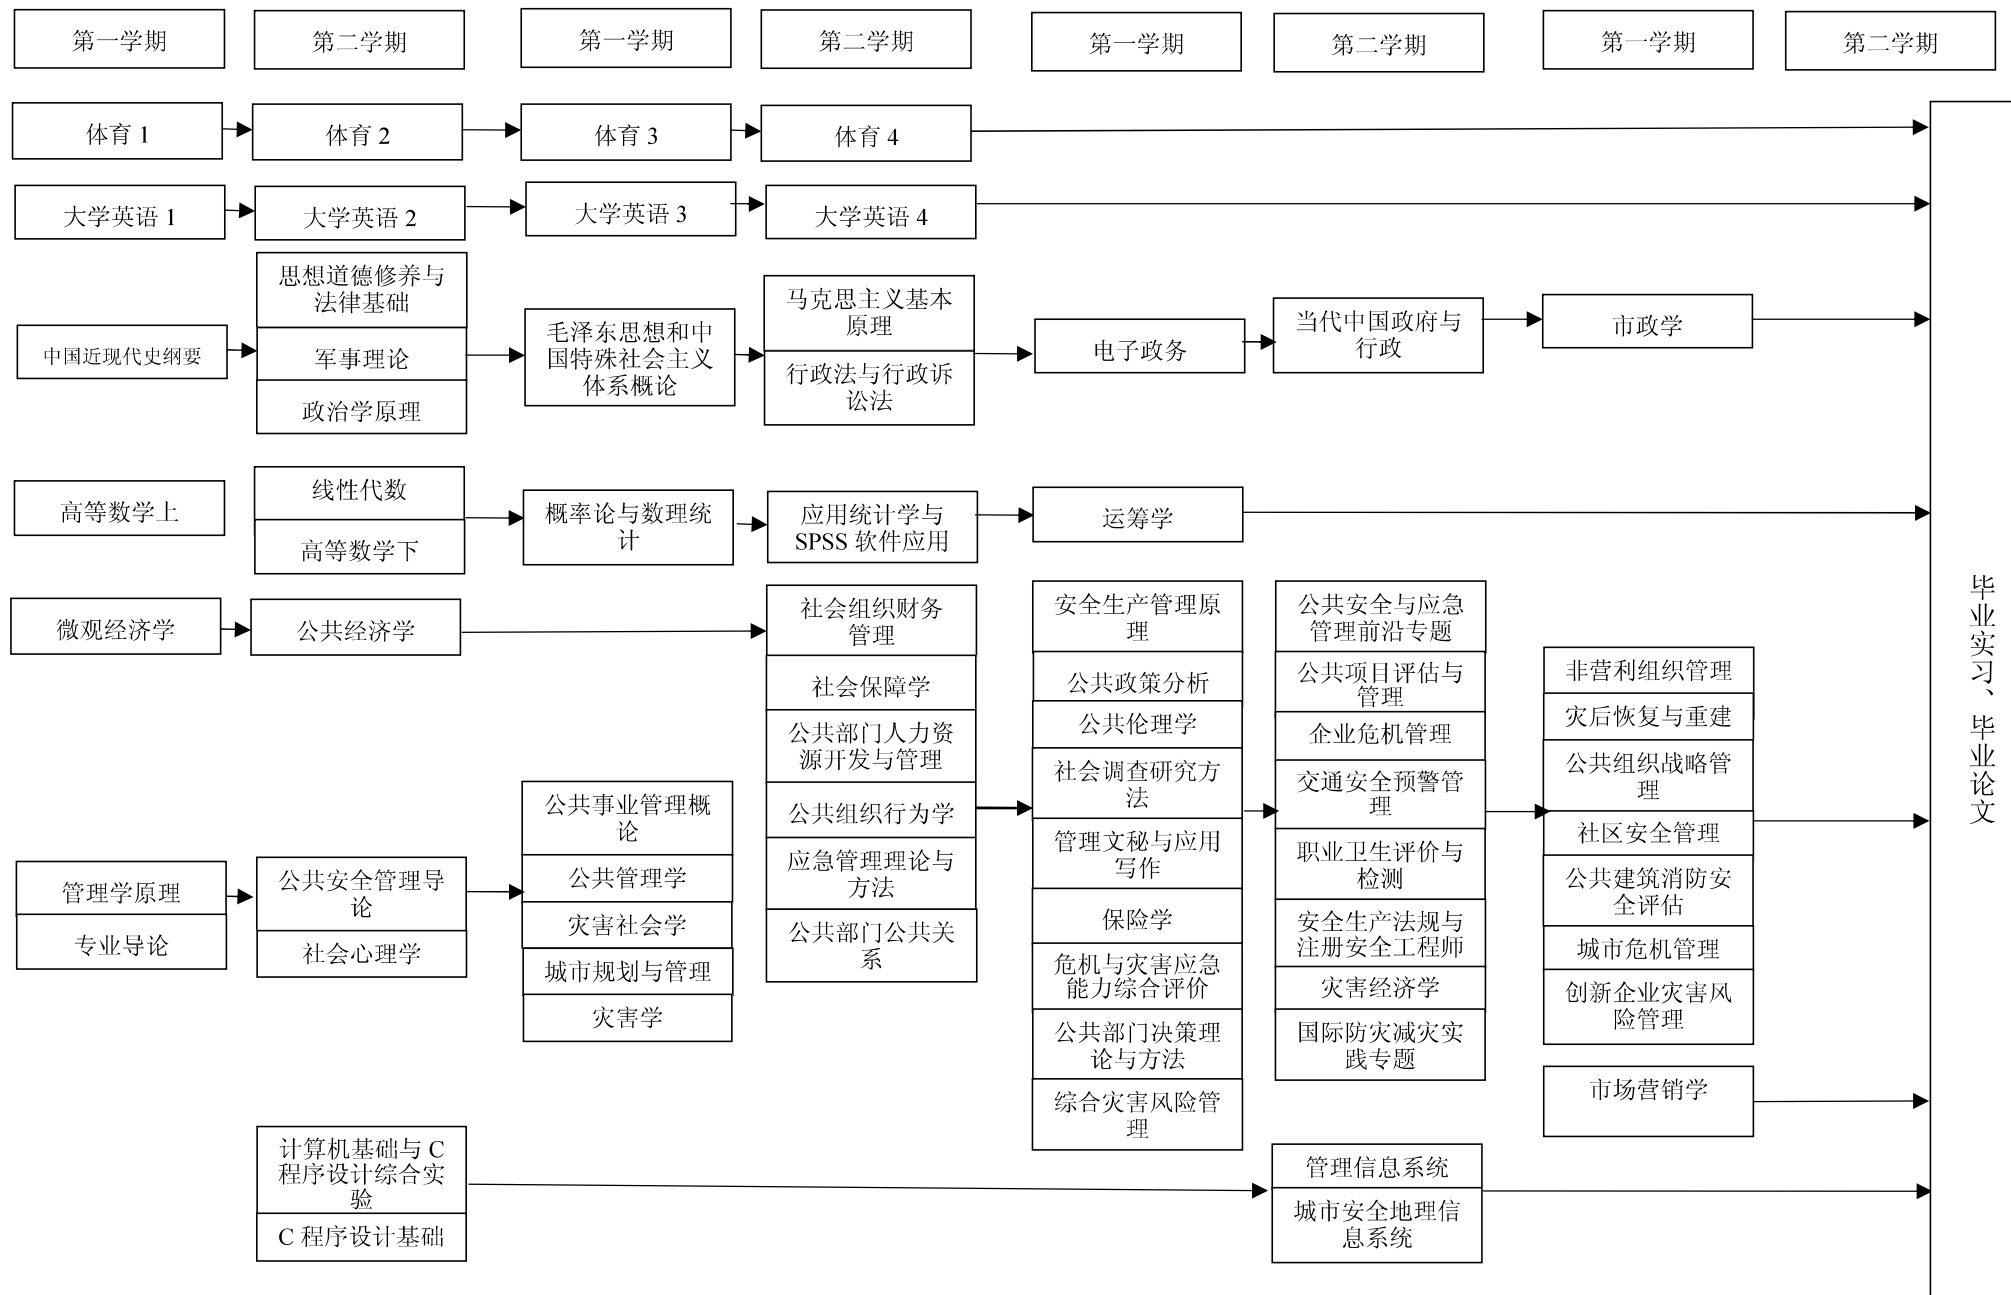 第一学期
第二学期
第一学期
第二学期
第一学期
第二学期
第一学期
第二学期
体育 1
体育 2
体育 3
体育 4
大学英语 1
大学英语 2
大学英语 3
大学英语 4
中国近现代史纲要
思想道德修养与
法律基础
军事理论
政治学原理
毛泽东思想和中
国特殊社会主义
体系概论
马克思主义基本
原理
行政法与行政诉
讼法
电子政务
当代中国政府与
行政
市政学
高等数学上
线性代数
高等数学下
概率论与数理统
计
应用统计学与
SPSS 软件应用
运筹学
微观经济学
公共经济学
社会组织财务
管理
社会保障学
公共部门人力资
源开发与管理
公共组织行为学
应急管理理论与
方法
公共部门公共关
系
安全生产管理原
理
公共政策分析
公共伦理学
社会调查研究方
法
管理文秘与应用
写作
保险学
危机与灾害应急
能力综合评价
公共部门决策理
论与方法
综合灾害风险管
理
公共安全与应急
管理前沿专题
公共项目评估与
管理
企业危机管理
交通安全预警管
理
职业卫生评价与
检测
安全生产法规与
注册安全工程师
灾害经济学
国际防灾减灾实
践专题
非营利组织管理
灾后恢复与重建
公共组织战略管
理
社区安全管理
公共建筑消防安
全评估
城市危机管理
创新企业灾害风
险管理
市场营销学
管理学原理
专业导论
公共安全管理导
论
社会心理学
公共事业管理概
论
公共管理学
灾害社会学
城市规划与管理
灾害学
计算机基础与 C
程序设计综合实
验
C 程序设计基础
管理信息系统
城市安全地理信
息系统
毕业实习、毕业论文